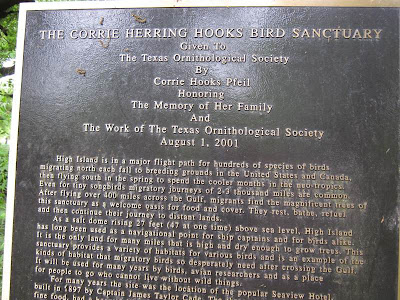 THE CORRIE HERRING HOOKS BIRD SANCTUARY
Given To
The Texas Ornithological Society
By
Corrie Hooks Pfeil
Honoring
The Memory of Her Family
And
The Work of The Texas Ornithological Society
August 1, 2001
High Island is in a major flight path for hundreds of species of birds
migrating north each fall to breeding grounds in the United States and Canada,
then flying south in the spring to spend the cooler months in the neo-tropics.
Even for tiny songbirds migratory journeys of 2-3 thousand miles are common.
After flying over 400 miles across the Gulf, migrants find the magnificent trees of
this sanctuary as a welcome oasis for food and cover. They rest, bathe, refuel
and then continue their journey to distant lands.
As a salt dome rising 27 feet (47 at one time) above sea level, High Island
has long been used as a navigational point for ship captains and for birds alike.
It is the only land for many miles that is high and dry enough to grow trees. This
sanctuary provides a variety of habitats for various birds and is an example of the
kinds of habitat that migratory birds so desperately need after crossing the Gulf.
It will be used for many years by birds, avian researchers and as a place
for people to go who cannot live without wild things.
For many years the site was the location of the popular Seaview Hotel,
built in 1897 by Captain James Taylor Cade. The
fine food, had a